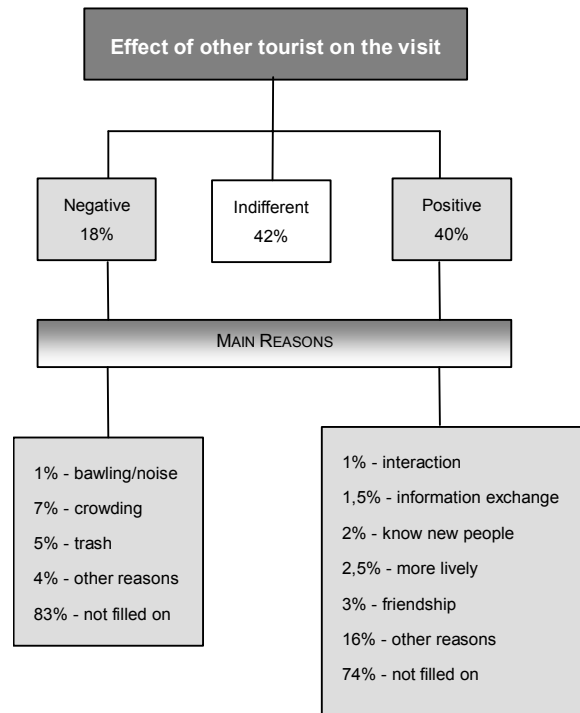 Effect of other tourist on the visit
Negative
18%
Indifferent
42%
Positive
40%
MAIN REASONS
1% - bawling/noise
7% - crowding
5% - trash
4% - other reasons
83% - not filled on
1% - interaction
1,5% - information exchange
2% - know new people
2,5% - more lively
3% - friendship
16% - other reasons
74% - not filled on